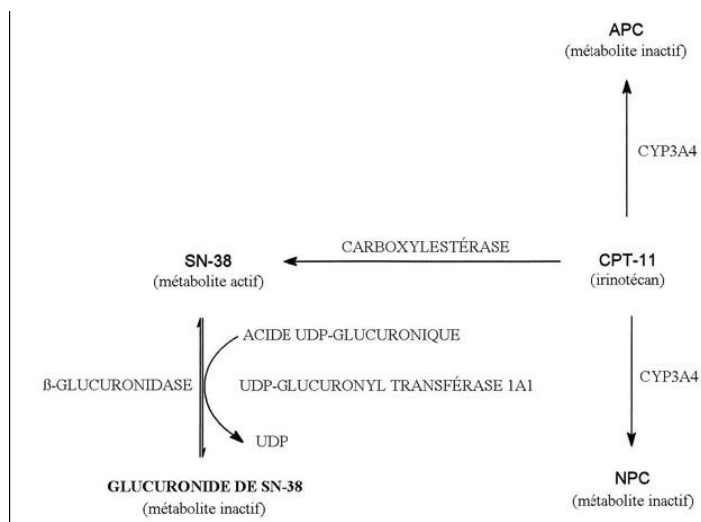 APC
(métabolite inactif)
CYP3A4
CARBOXYLESTÉRASE
SN-38
(métabolite actif)
CPT-11
(irinotécan)
ACIDE UDP-GLUCURONIQUE
ß-GLUCURONIDASE
UDP-GLUCURONYL TRANSFÉRASE 1A1
CYP3A4
UDP
GLUCURONIDE DE SN-38
(métabolite inactif)
NPC
(métabolite inactif)